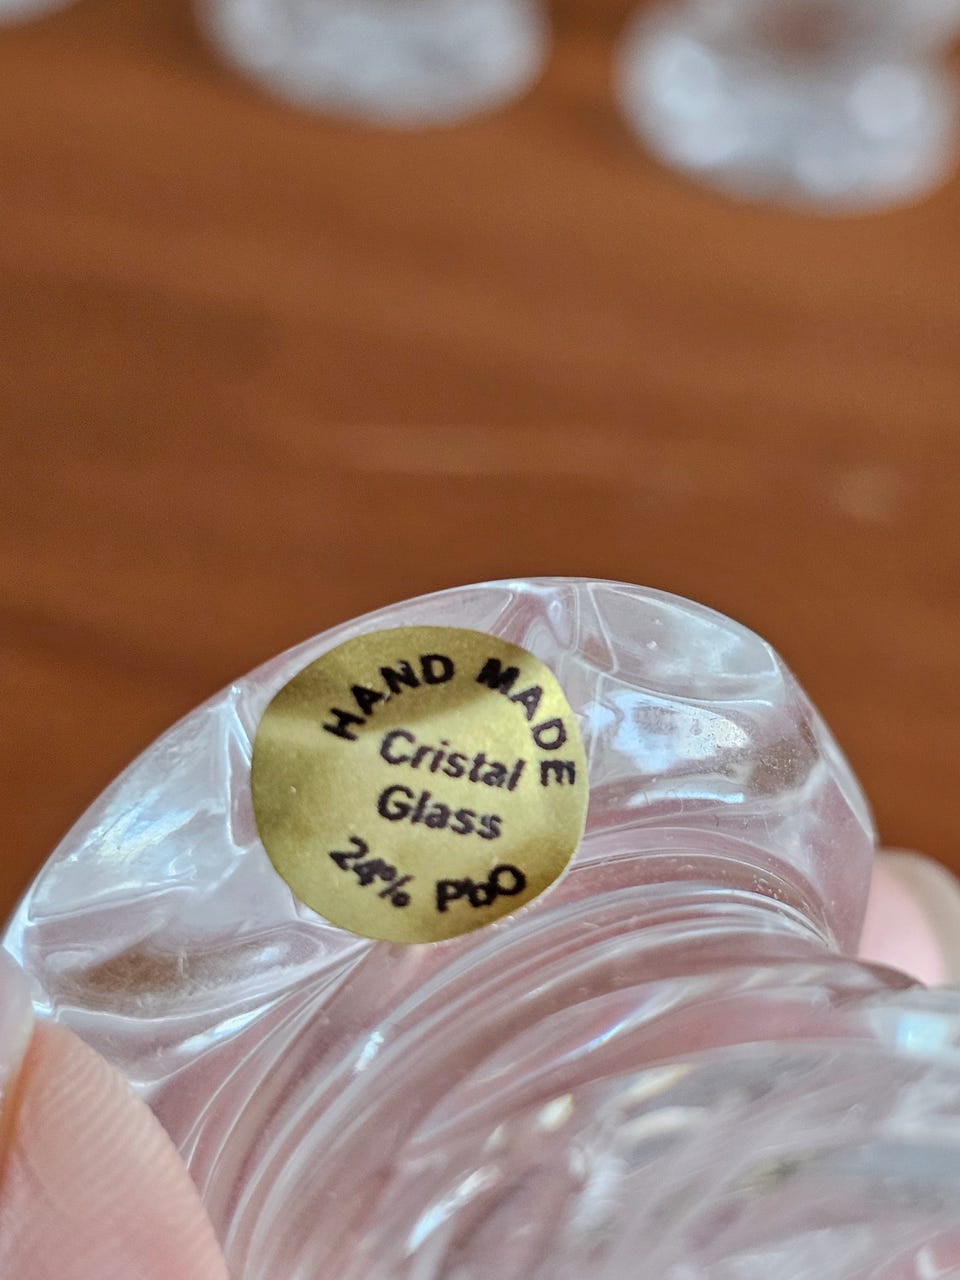 HAND MADE
Cristal
Glass
24% PbO